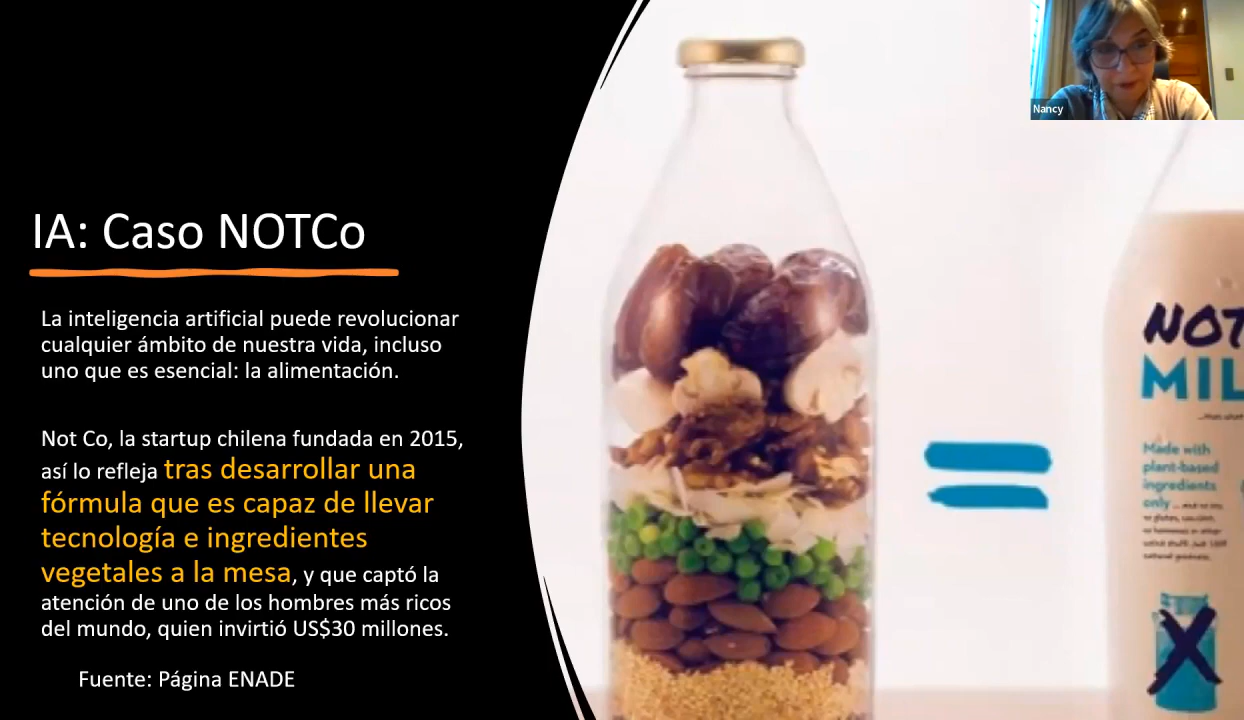 Nancy
IA: Caso NOTCo
La inteligencia artificial puede revolucionar
cualquier ámbito de nuestra vida, incluso
uno que es esencial: la alimentación.
Not Co, la startup chilena fundada en 2015,
así lo refleja tras desarrollar una
fórmula que es capaz de llevar
tecnología e ingredientes
vegetales a la mesa, y que captó la
atención de uno de los hombres más ricos
del mundo, quien invirtió US$30 millones.
Fuente: Página ENADE
NOT
MIL
Made with
plant-based
ingredients
only